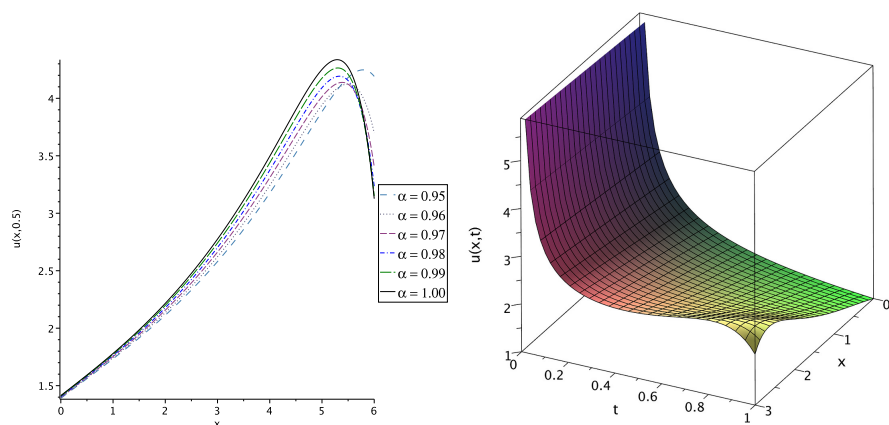 4
3.5
3
2.5
2
1.5
u(x,0.5)
0
1
2
3
4
5
6
x
α = 0.95
α = 0.96
α = 0.97
α = 0.98
α = 0.99
α = 1.00
5
4
3
2
1
u(x,t)
0
0.2
0.4
0.6
0.8
1
t
3
2
1
0
x